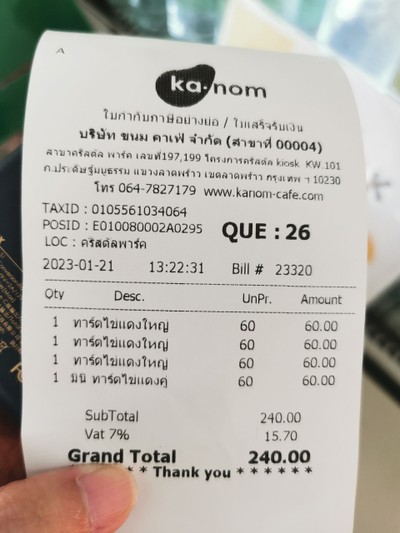 A
ka•nom
ใบกำกับภาษีอย่างย่อ / ใบเสร็จรับเงิน
บริษัท ขนม คาเฟ่ จำกัด (สาขาที่ 00004)
สาขาคริสตัล พาร์ค เลขที่197,199 โครงการคริสตัล kiosk KW.101
ถ.ประดิษฐ์มนูธรรม แขวงลาดพร้าว เขตลาดพร้าว กรุงเทพ ฯ 10230
โทร 064-7827179 www.kanom-cafe.com
TAXID : 0105561034064
POSID : E010080002A0295 QUE : 26
LOC : คริสตัลพาร์ค
2023-01-21 13:22:31 Bill # 23320
Qty Desc. UnPr. Amount
1 ทาร์ตไข่แดงใหญ่ 60 60.00
1 ทาร์ตไข่แดงใหญ่ 60 60.00
1 ทาร์ตไข่แดงใหญ่ 60 60.00
1 มินิ ทาร์ตไข่แดงคู่ 60 60.00
SubTotal 240.00
Vat 7% 15.70
Grand Total 240.00
* * Thank you * * * * * *